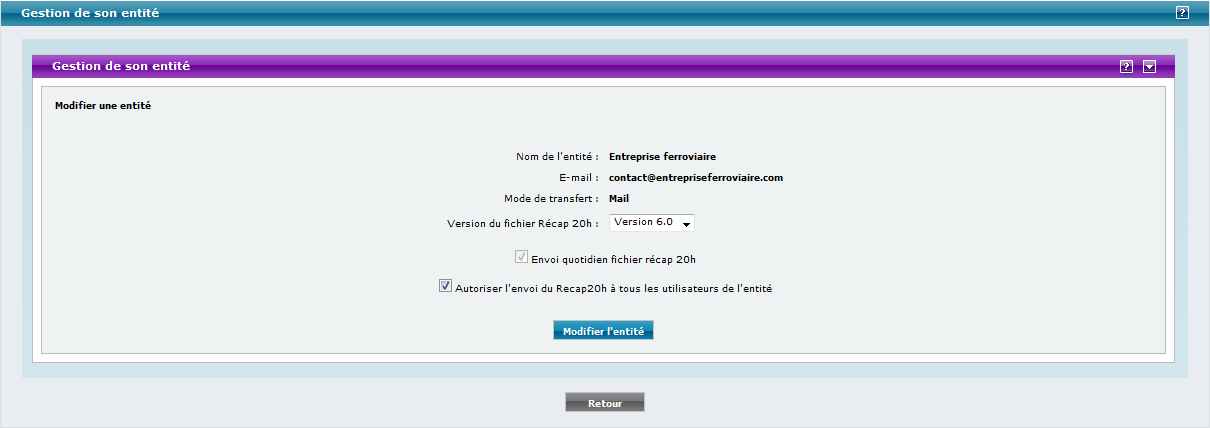 Gestion de son entité ?
Gestion de son entité ?
Modifier une entité
Nom de l'entité : Entreprise ferroviaire
E-mail : contact@entrepriseferroviaire.com
Mode de transfert : Mail
Version du fichier Récap 20h : Version 6.0
Envoi quotidien fichier récap 20h
Autoriser l'envoi du Recap20h à tous les utilisateurs de l'entité
Modifier l'entité
Retour